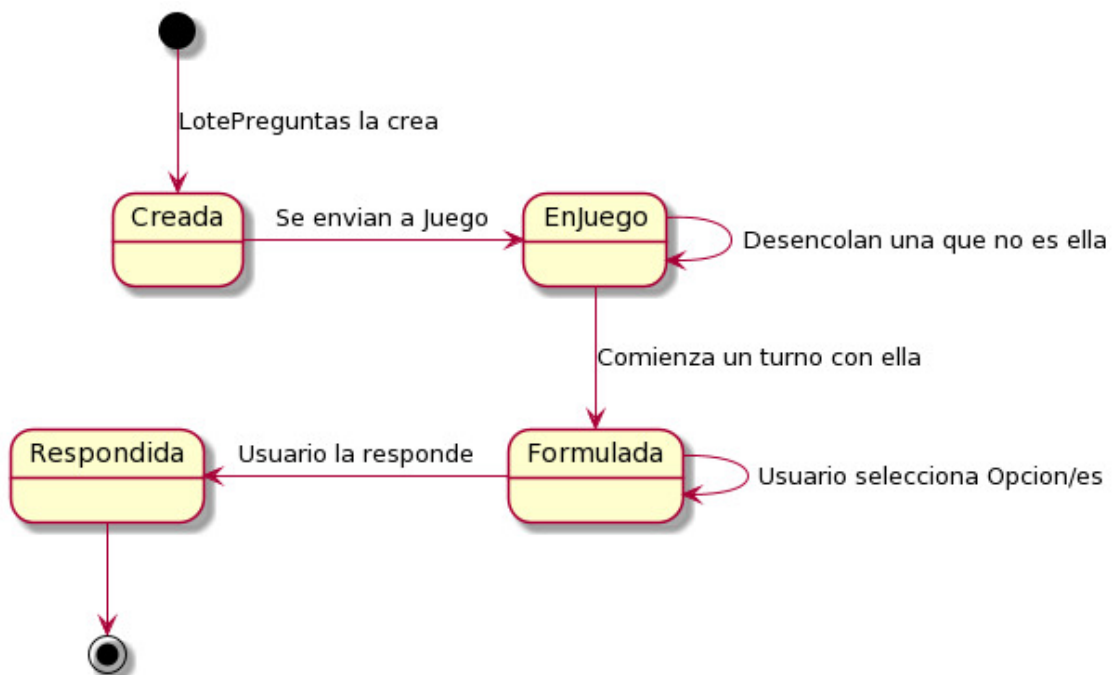 LotePreguntas la crea
Creada
Se envian a Juego
EnJuego
Desencolan una que no es ella
Comienza un turno con ella
Respondida
Usuario la responde
Formulada
Usuario selecciona Opcion/es